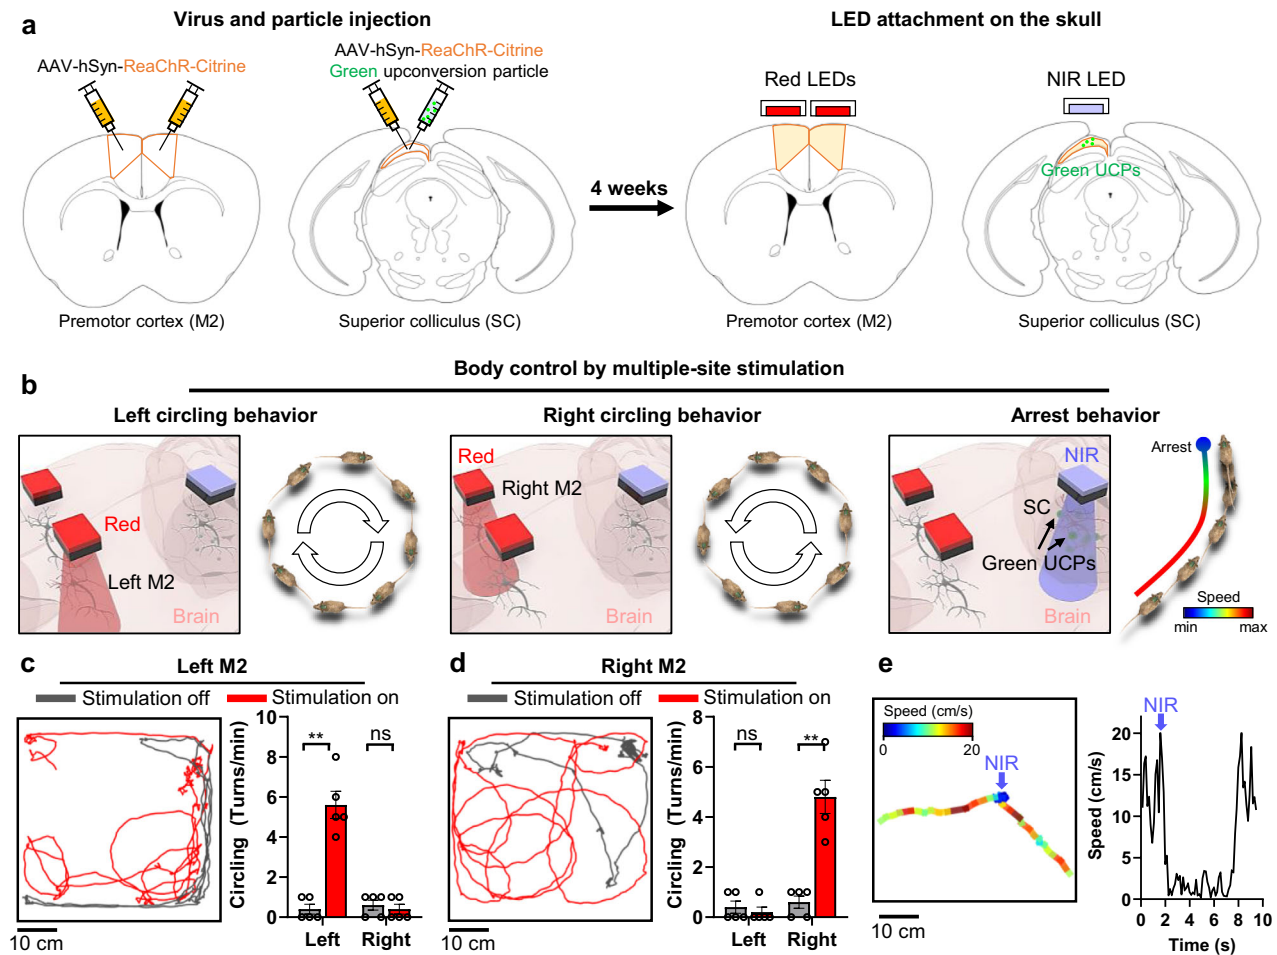 a
Virus and particle injection
LED attachment on the skull
AAV-hSyn-ReaChR-Citrine
AAV-hSyn-ReaChR-Citrine
Green upconversion particle
Red LEDs
NIR LED
4 weeks
Green UCPs
Premotor cortex (M2)
Superior colliculus (SC)
Premotor cortex (M2)
Superior colliculus (SC)
b
Body control by multiple-site stimulation
Left circling behavior
Right circling behavior
Arrest behavior
Red
Left M2
Brain
Red
Right M2
Brain
NIR
SC
Green UCPs
Brain
Arrest
Speed
min max
c
Left M2
Stimulation off Stimulation on
10 cm
Circling (Turns/min)
10
8
6
4
2
0
** ns
Left Right
d
Right M2
Stimulation off Stimulation on
10 cm
Circling (Turns/min)
8
6
4
2
0
ns **
Left Right
e
Speed (cm/s)
0 20
NIR
10 cm
NIR
Speed (cm/s)
20
15
10
5
0
0 2 4 6 8 10
Time (s)